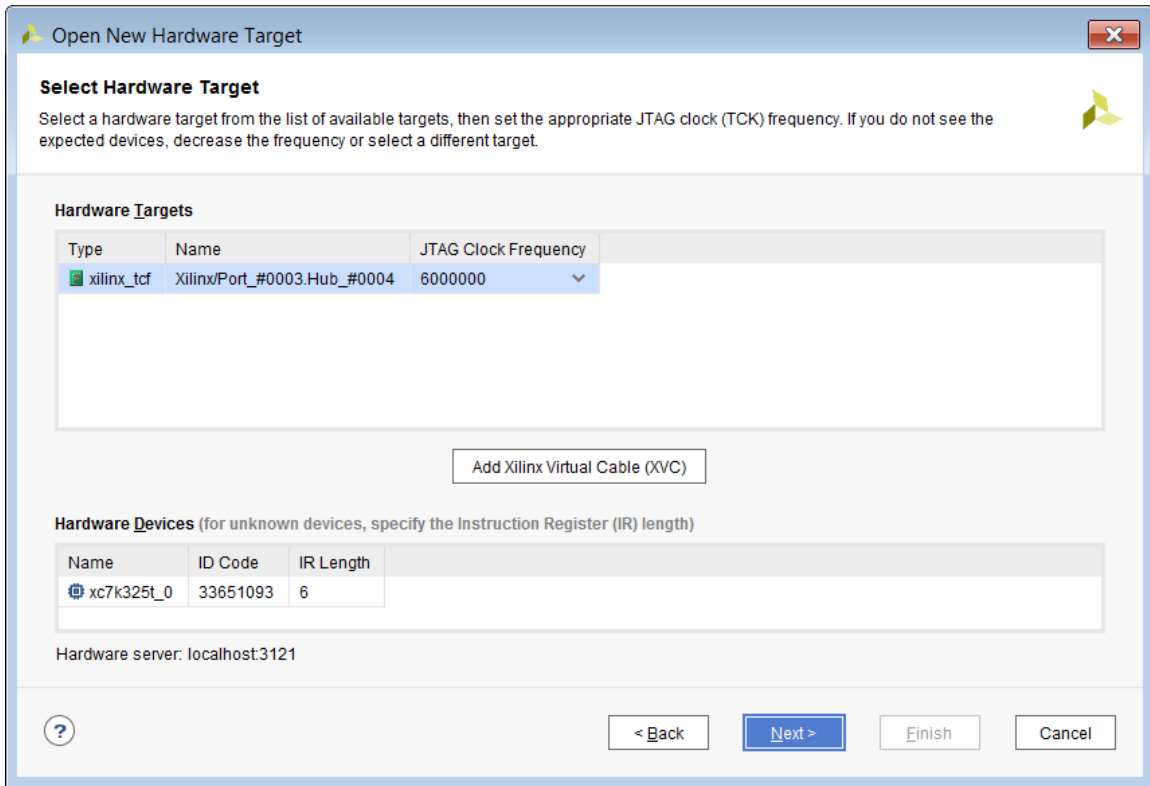 Open New Hardware Target
Select Hardware Target
Select a hardware target from the list of available targets, then set the appropriate JTAG clock (TCK) frequency. If you do not see the
expected devices, decrease the frequency or select a different target.
Hardware Targets
Type Name JTAG Clock Frequency
xilinx_tcf Xilinx/Port_#0003.Hub_#0004 6000000
Add Xilinx Virtual Cable (XVC)
Hardware Devices (for unknown devices, specify the Instruction Register (IR) length)
Name ID Code IR Length
xc7k325t_0 33651093 6
Hardware server: localhost:3121
? < Back Next > Finish Cancel